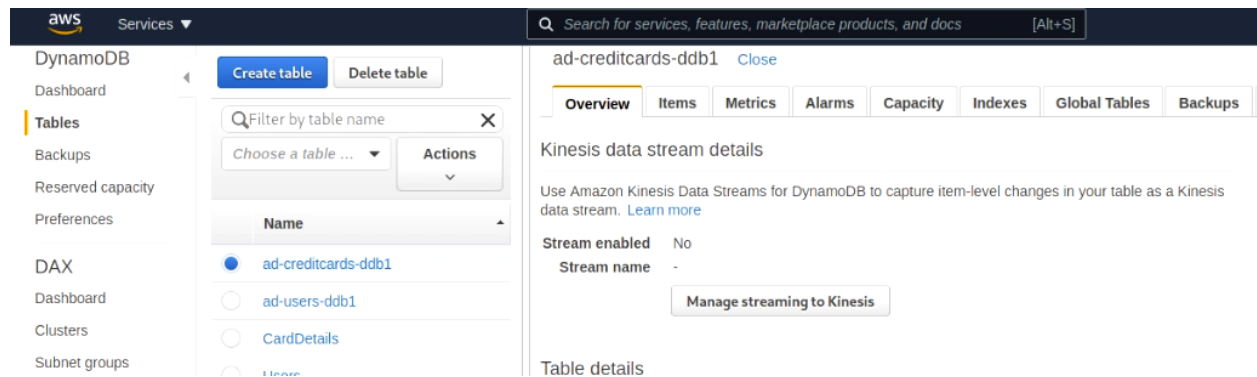 aws
Services ▼
Search for services, features, marketplace products, and docs [Alt+S]
DynamoDB
Dashboard
Tables
Backups
Reserved capacity
Preferences
DAX
Dashboard
Clusters
Subnet groups
Create table
Delete table
Filter by table name
Choose a table ...
Actions
Name
ad-creditcards-ddb1
ad-users-ddb1
CardDetails
Users
ad-creditcards-ddb1 Close
Overview Items Metrics Alarms Capacity Indexes Global Tables Backups
Kinesis data stream details
Use Amazon Kinesis Data Streams for DynamoDB to capture item-level changes in your table as a Kinesis
data stream. Learn more
Stream enabled No
Stream name -
Manage streaming to Kinesis
Table details